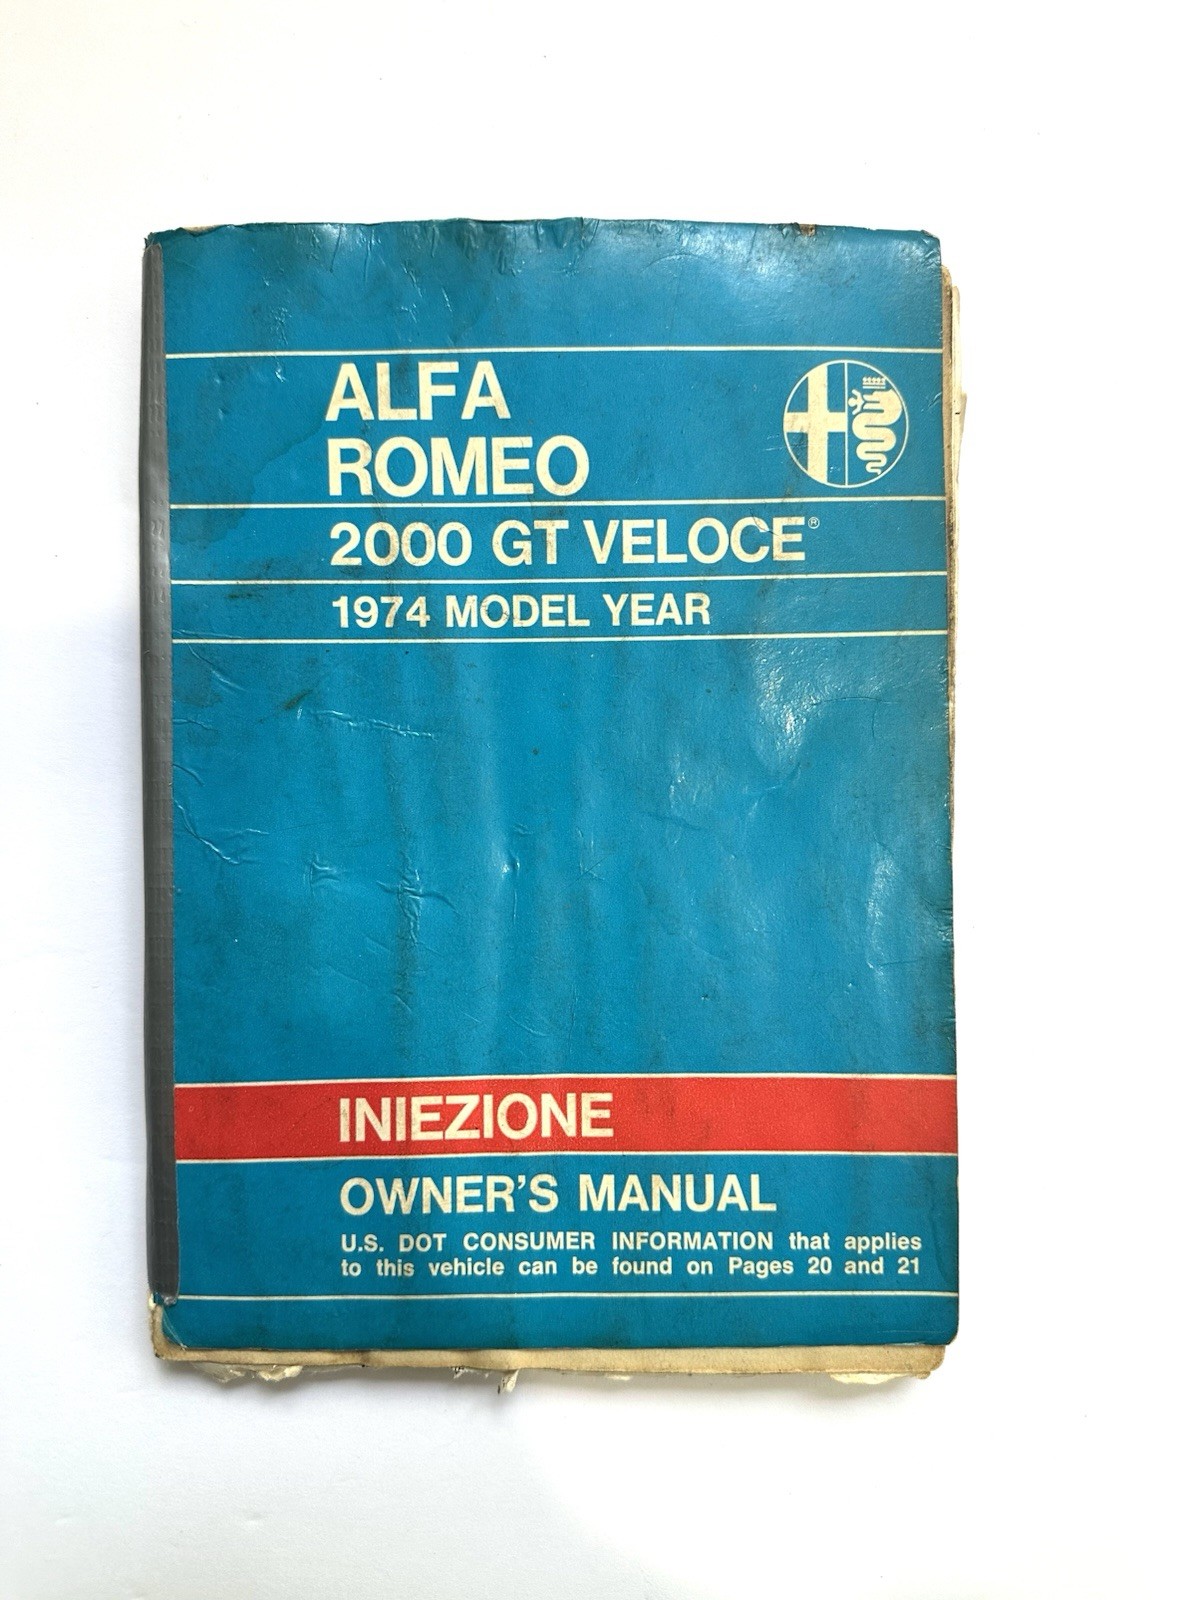 ALFA
ROMEO
2000 GT VELOCE®
1974 MODEL YEAR
INIEZIONE
OWNER'S MANUAL
U.S. DOT CONSUMER INFORMATION that applies
to this vehicle can be found on Pages 20 and 21